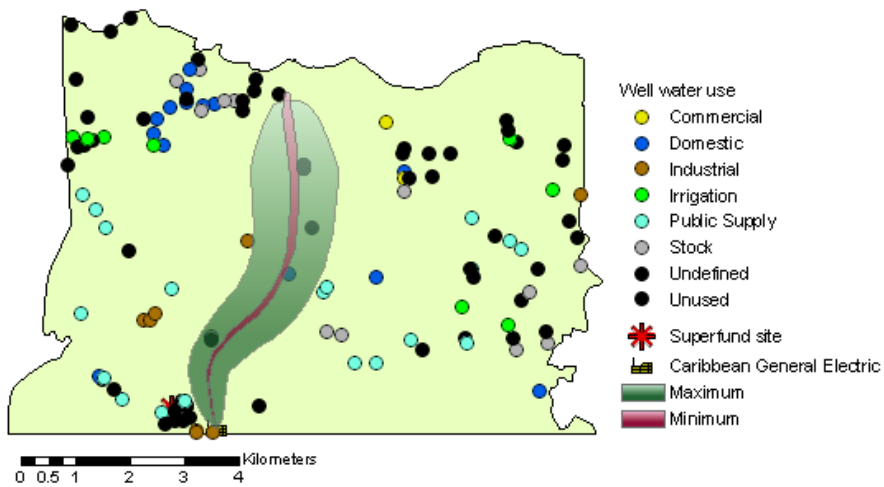 Well water use
Commercial
Domestic
Industrial
Irrigation
Public Supply
Stock
Undefined
Unused
Superfund site
Caribbean General Electric
Maximum
Minimum
Kilometers
0 0.5 1 2 3 4